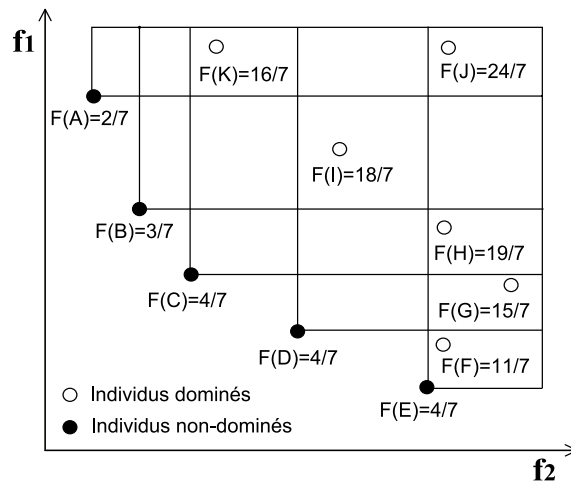 f1
F(K)=16/7
F(J)=24/7
F(A)=2/7
F(I)=18/7
F(B)=3/7
F(H)=19/7
F(C)=4/7
F(G)=15/7
F(D)=4/7
F(F)=11/7
Individus dominés
F(E)=4/7
Individus non-dominés
f2